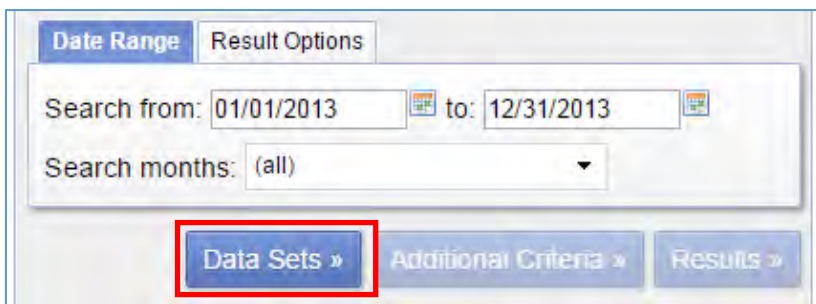 Date Range Result Options
Search from: 01/01/2013 to: 12/31/2013
Search months: (all)
Data Sets » Additional Criteria » Results »